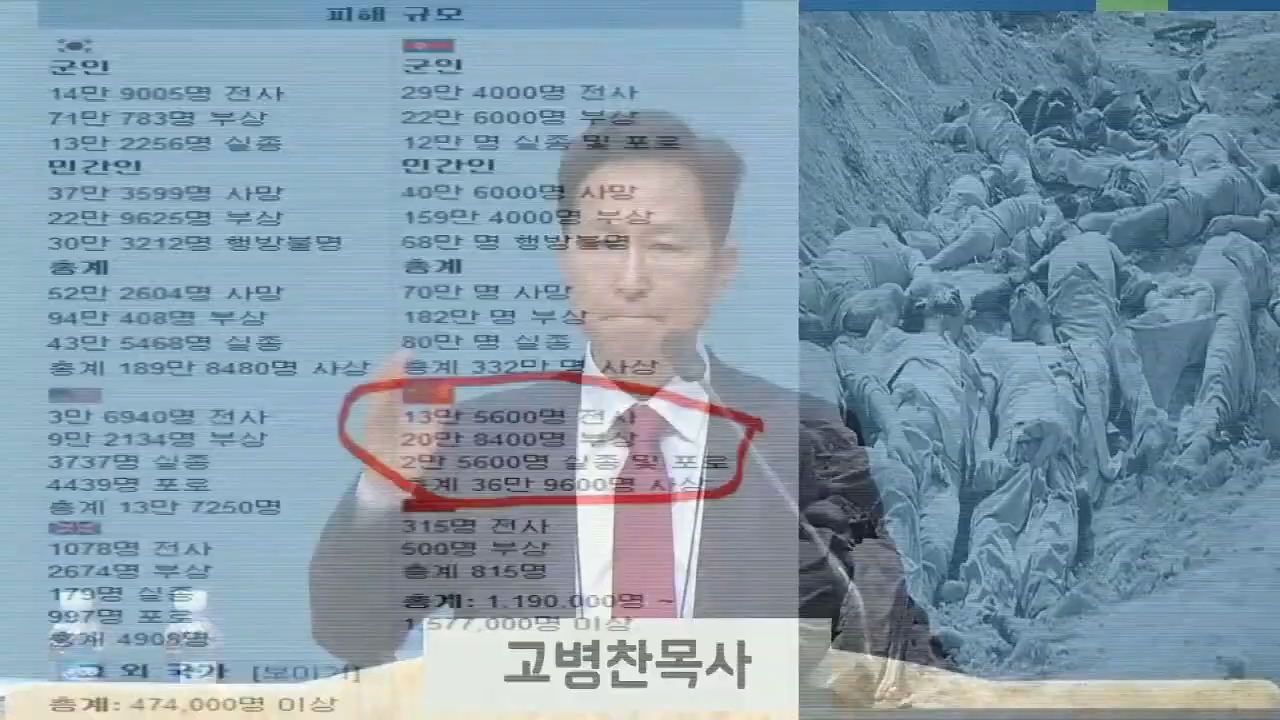 피해 규모
군인
14만 9005명 전사
71만 783명 부상
13만 2256명 실종
민간인
37만 3599명 사망
22만 9625명 부상
30만 3212명 행방불명
총계
52만 2604명 사망
94만 408명 부상
43만 5468명 실종
총계 189만 8480명 사상
3만 6940명 전사
9만 2134명 부상
3737명 실종
4439명 포로
총계 13만 7250명
1078명 전사
2674명 부상
179명 실종
997명 포로
총계 4908명
그 외 국가 [보이기]
총계: 474,000명 이상
군인
29만 4000명 전사
22만 6000명 부상
12만 명 실종 및 포로
민간인
40만 6000명 사망
159만 4000명 부상
68만 명 행방불명
총계
70만 명 사망
182만 명 부상
80만 명 실종
총계 332만 명 사상
13만 5600명 전사
20만 8400명 부상
2만 5600명 실종 및 포로
총계 36만 9600명 사상
315명 전사
500명 부상
총계 815명
총계: 1.190.000명 ~
1,577,000명 이상
고병찬목사